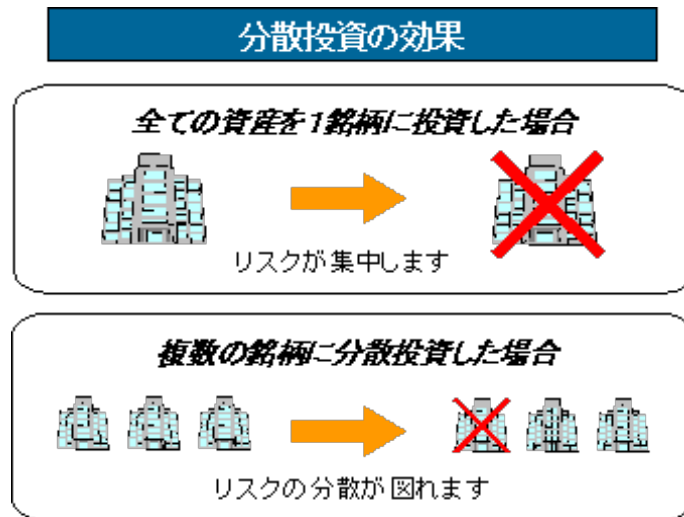 分散投資の効果
全ての資産を1銘柄に投資した場合
リスクが集中します
複数の銘柄に分散投資した場合
リスクの分散が図れます